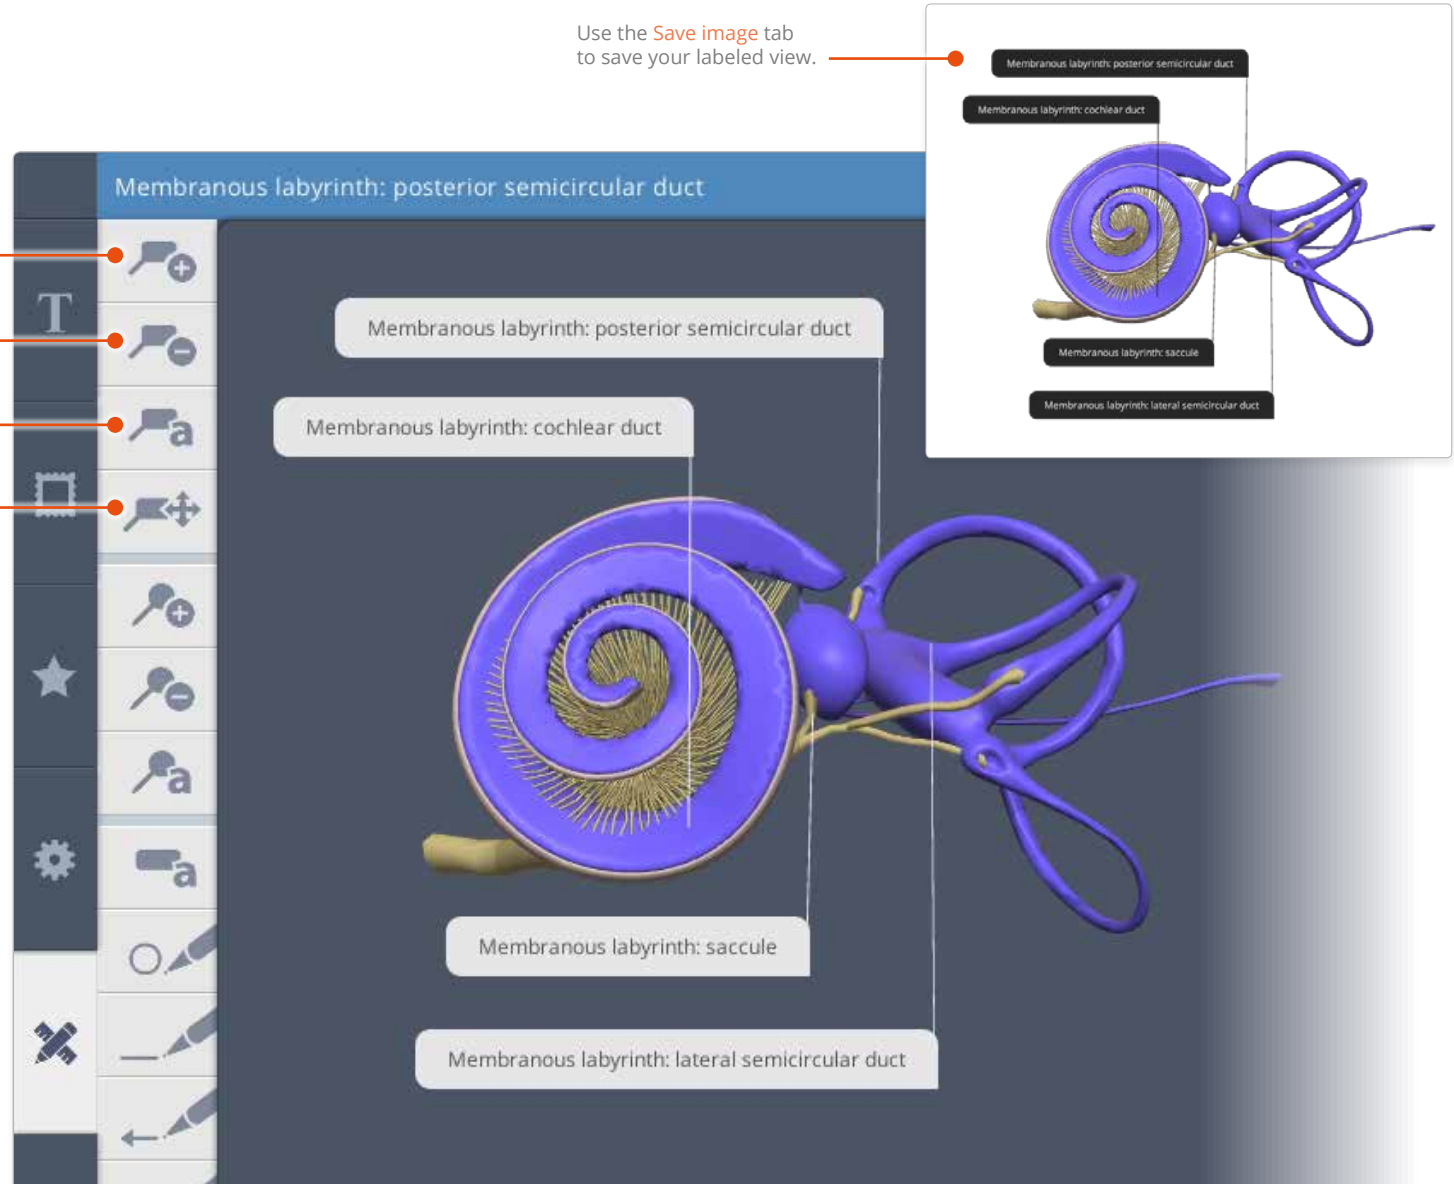 Use the Save image tab
to save your labeled view.
Membranous labyrinth: posterior semicircular duct
Membranous labyrinth: cochlear duct
Membranous labyrinth: saccule
Membranous labyrinth: lateral semicircular duct
Membranous labyrinth: posterior semicircular duct
T
a
a
a
Membranous labyrinth: posterior semicircular duct
Membranous labyrinth: cochlear duct
Membranous labyrinth: saccule
Membranous labyrinth: lateral semicircular duct